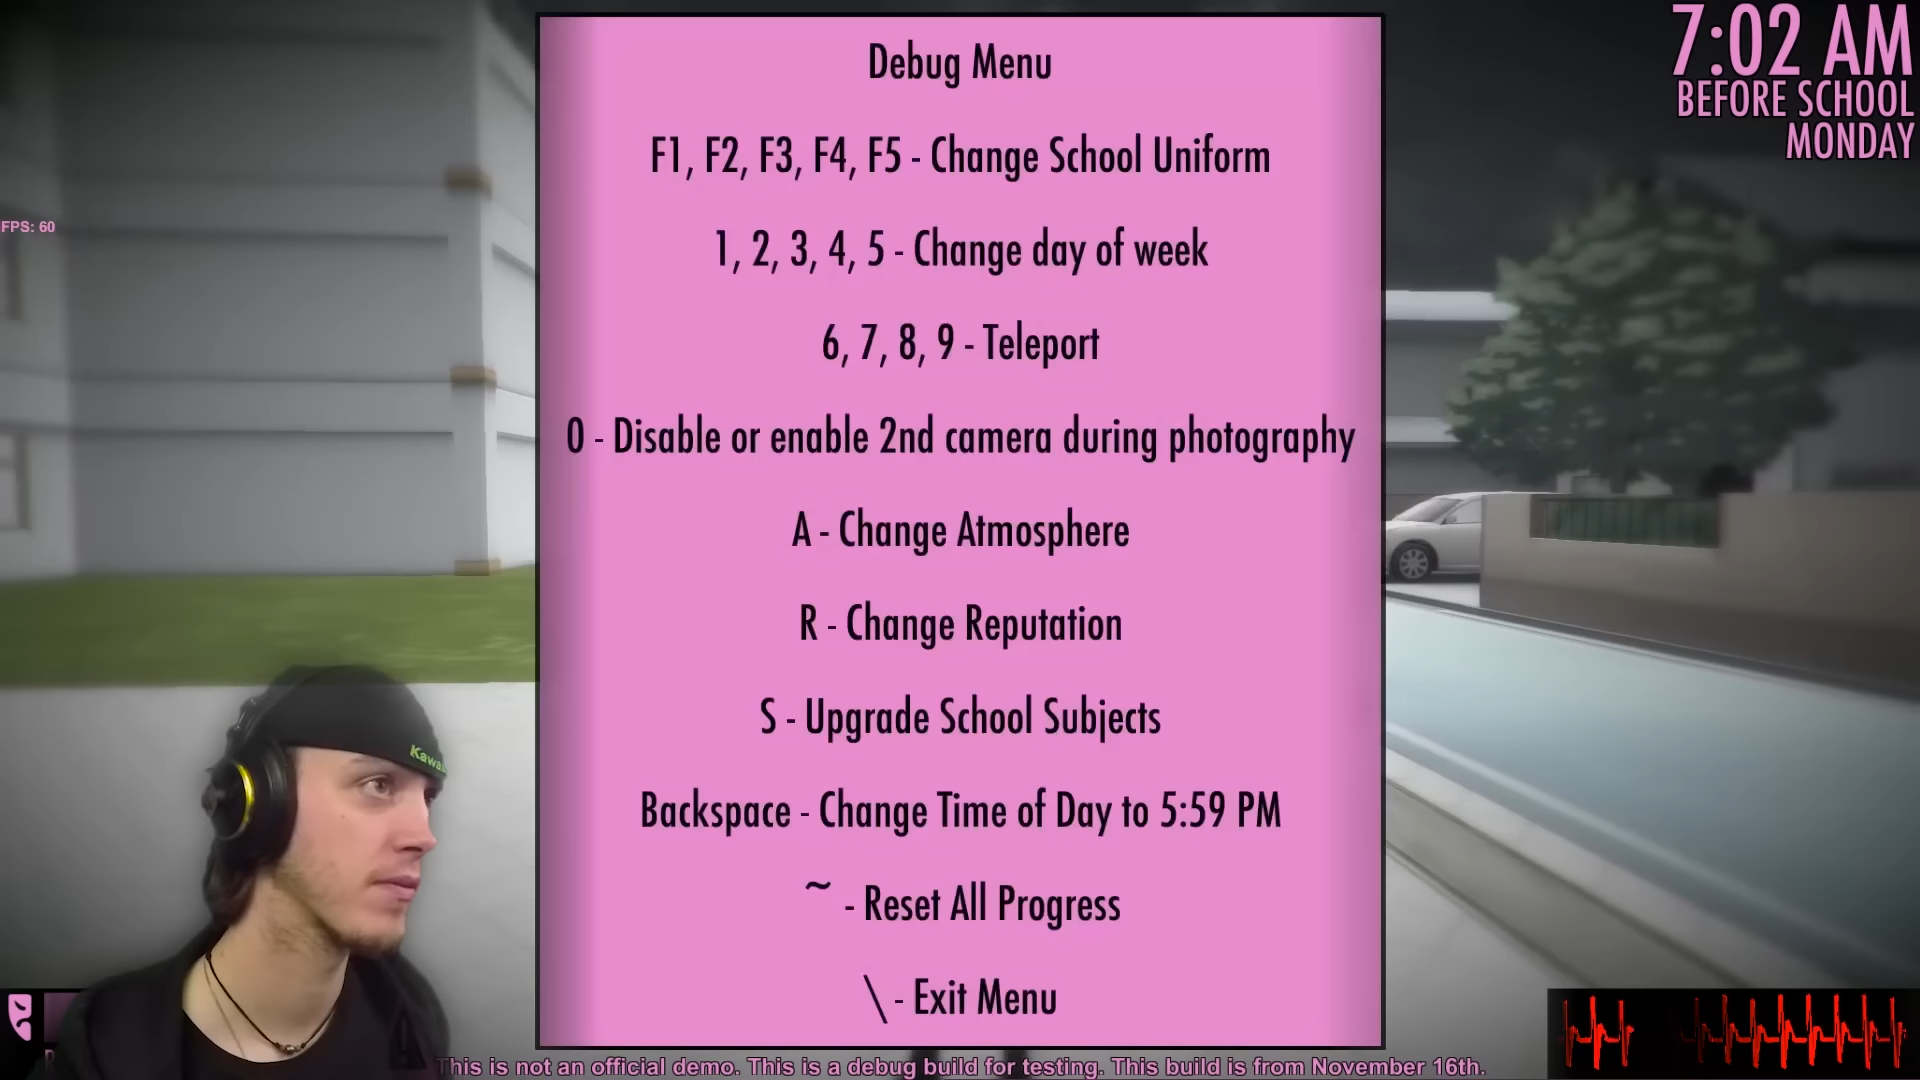 7:02 AM
BEFORE SCHOOL
MONDAY
FPS: 60
Debug Menu
F1, F2, F3, F4, F5 - Change School Uniform
1, 2, 3, 4, 5 - Change day of week
6, 7, 8, 9 - Teleport
0 - Disable or enable 2nd camera during photography
A - Change Atmosphere
R - Change Reputation
S - Upgrade School Subjects
Backspace - Change Time of Day to 5:59 PM
~ - Reset All Progress
\ - Exit Menu
This is not an official demo. This is a debug build for testing. This build is from November 16th.